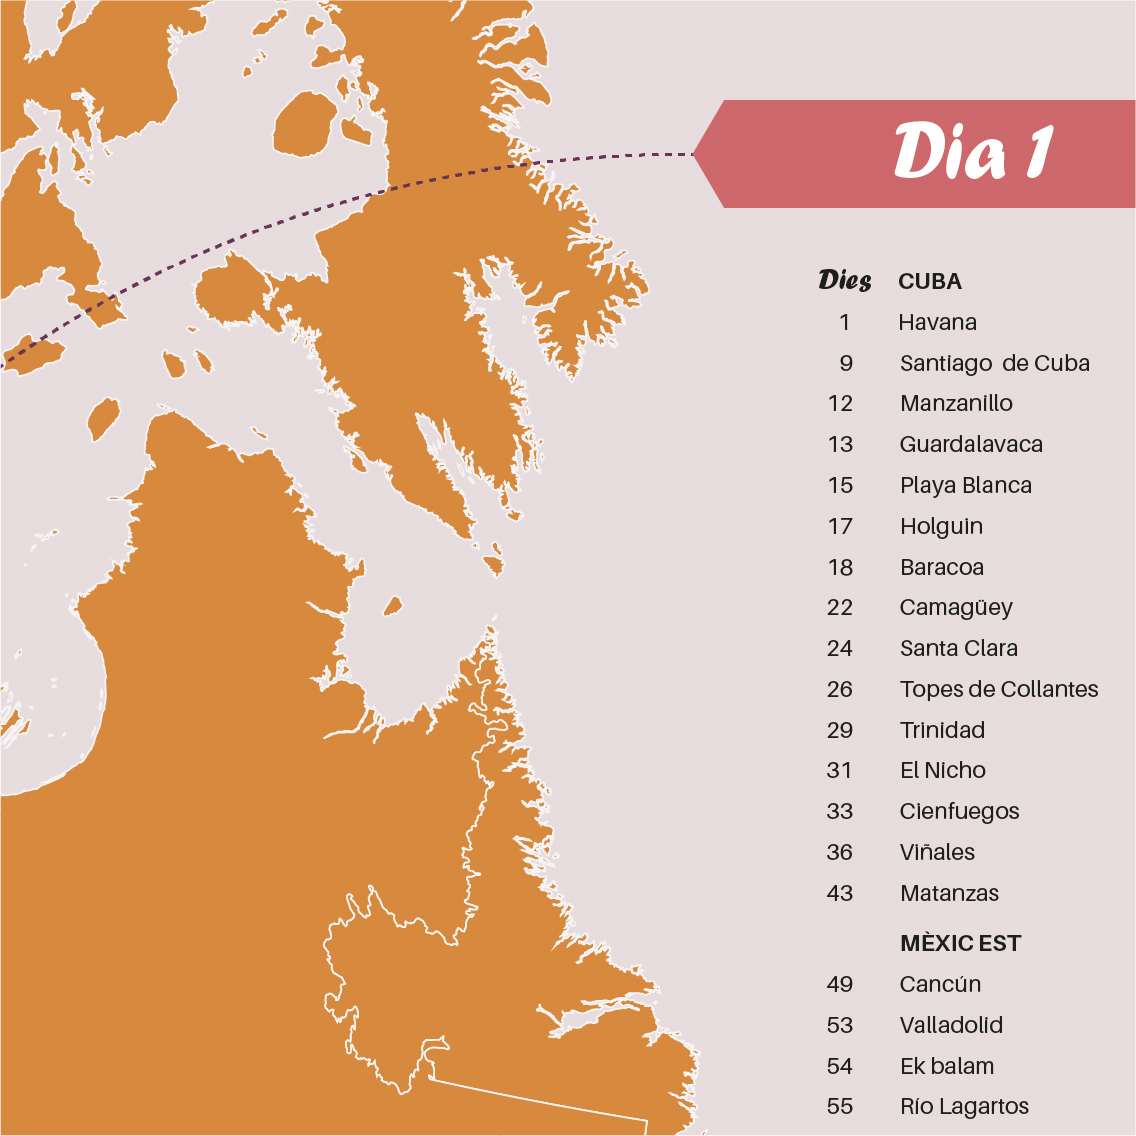 Dia 1
Dies CUBA
1 Havana
9 Santiago de Cuba
12 Manzanillo
13 Guardalavaca
15 Playa Blanca
17 Holguin
18 Baracoa
22 Camagüey
24 Santa Clara
26 Topes de Collantes
29 Trinidad
31 El Nicho
33 Cienfuegos
36 Viñales
43 Matanzas
MÈXIC EST
49 Cancún
53 Valladolid
54 Ek balam
55 Río Lagartos